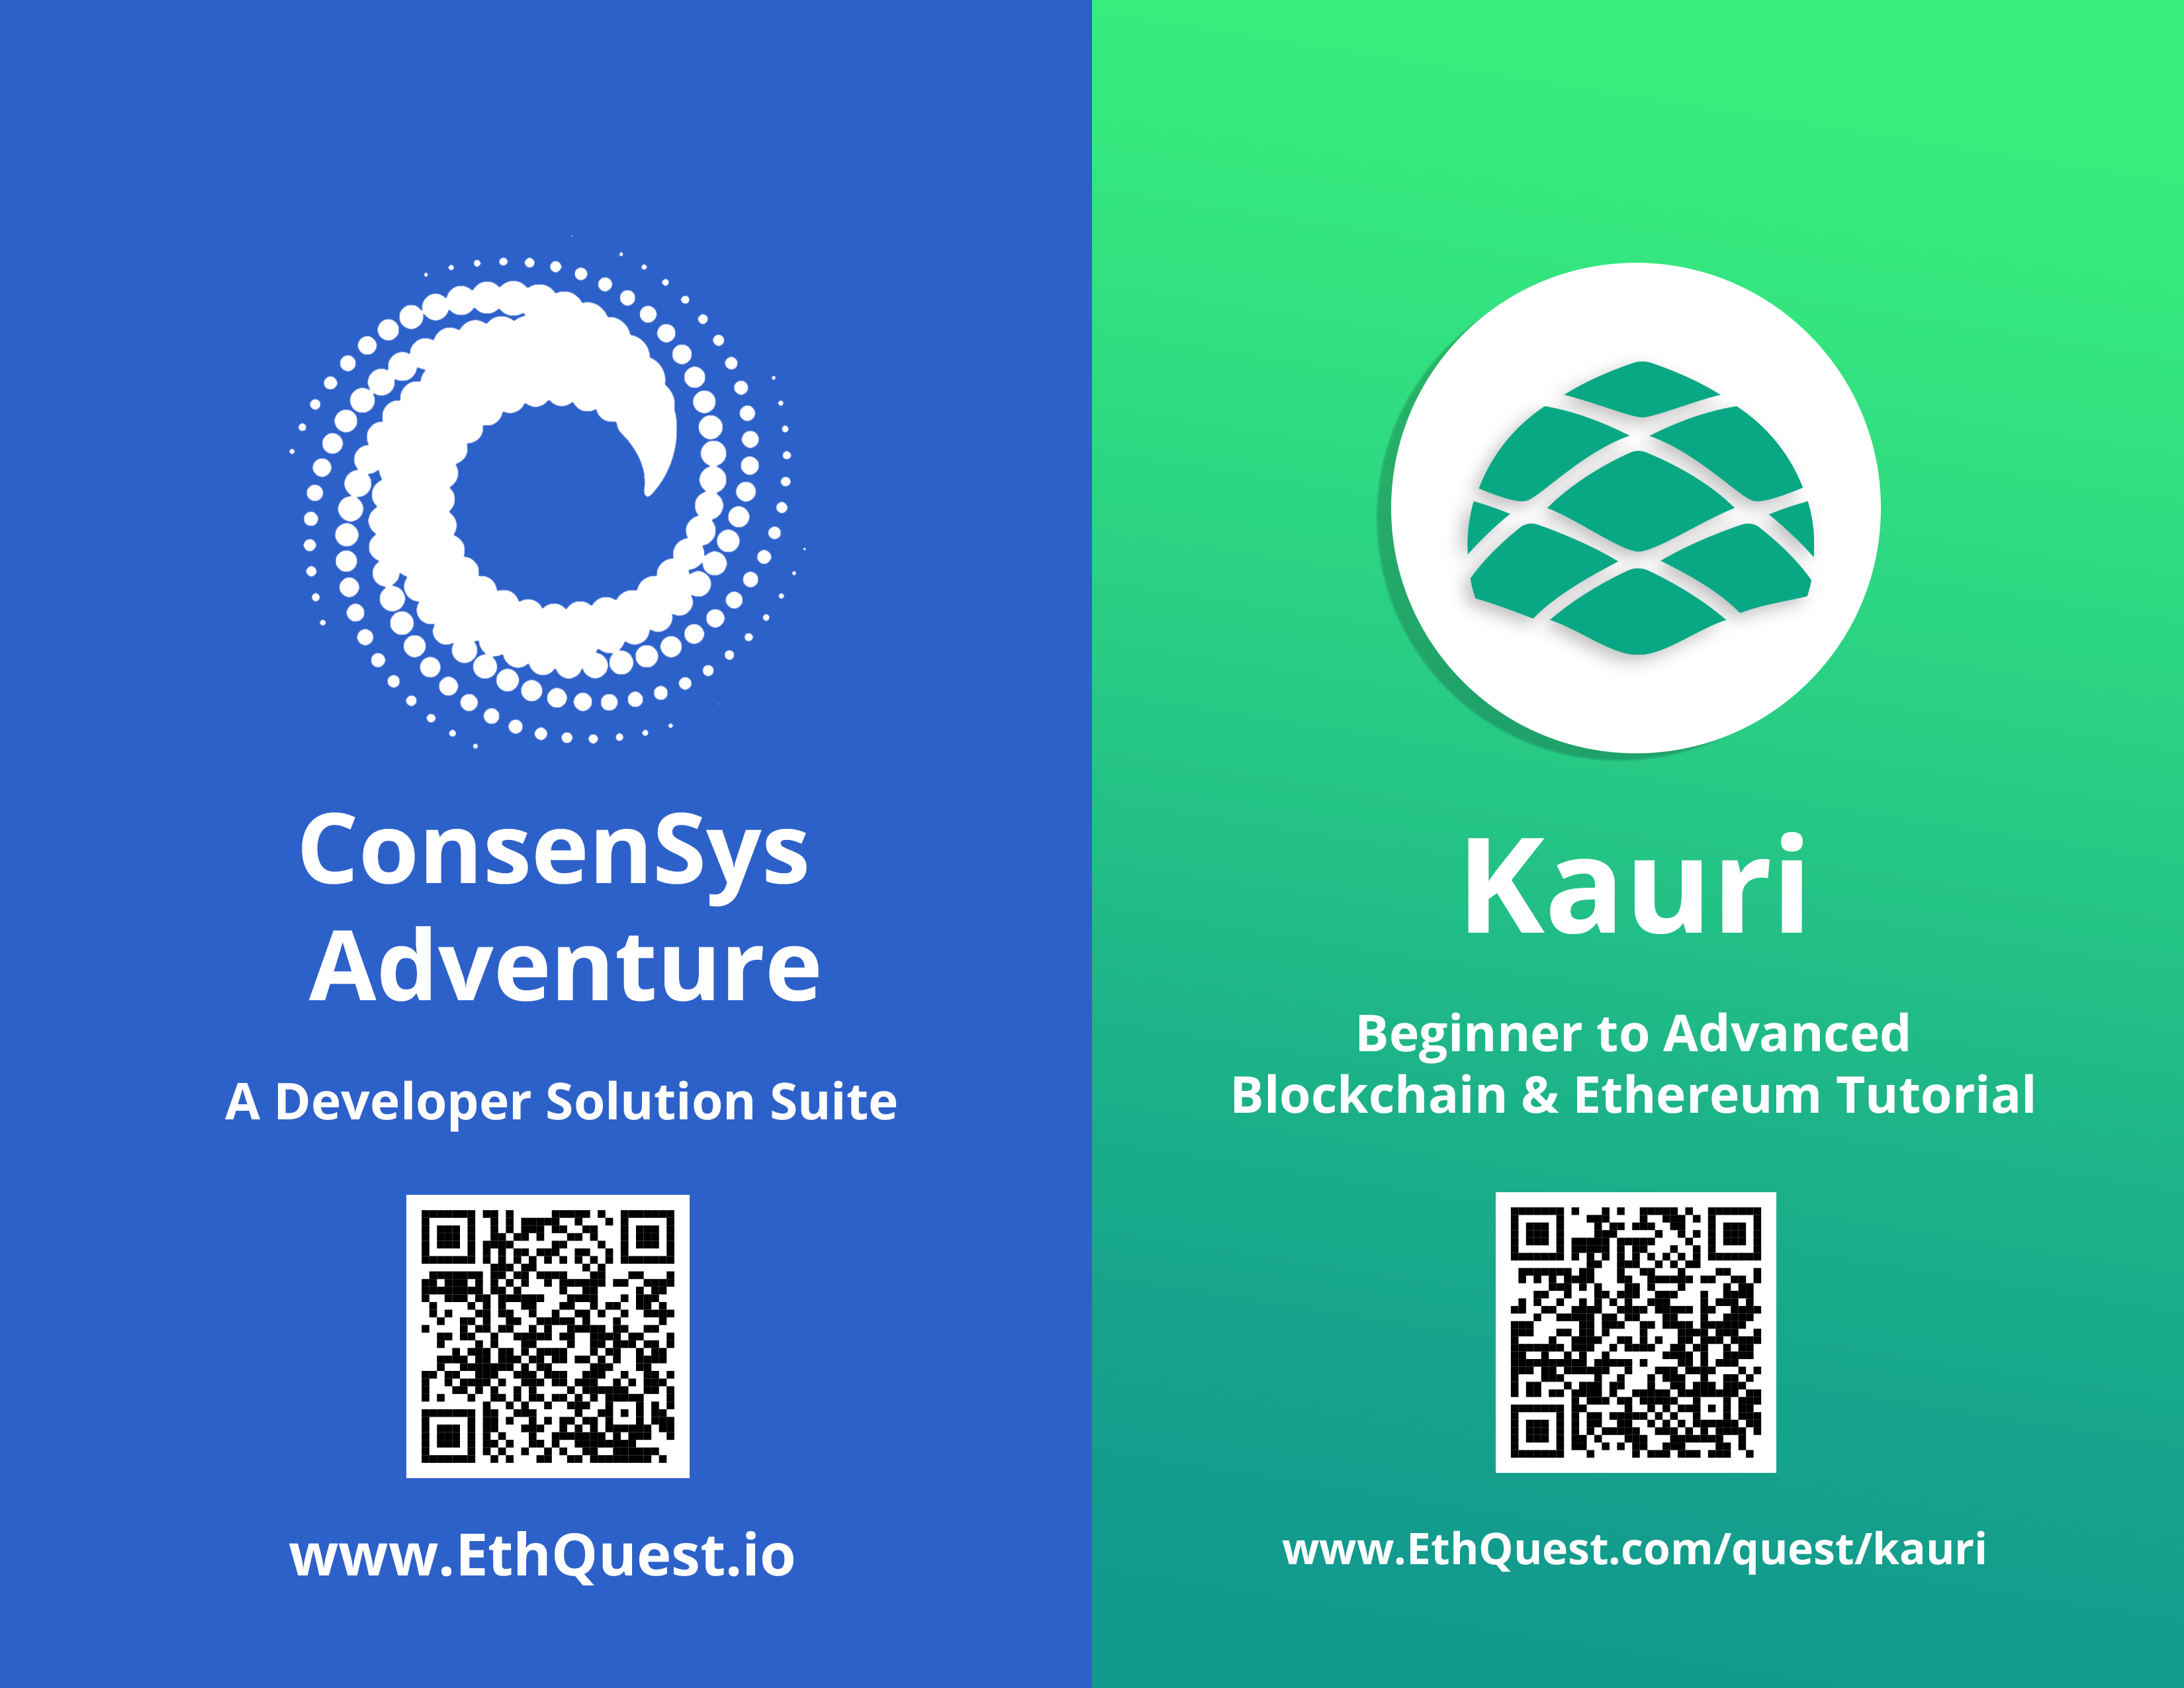 ConsenSys
Adventure
A Developer Solution Suite
www.EthQuest.io
Kauri
Beginner to Advanced
Blockchain & Ethereum Tutorial
www.EthQuest.com/quest/kauri